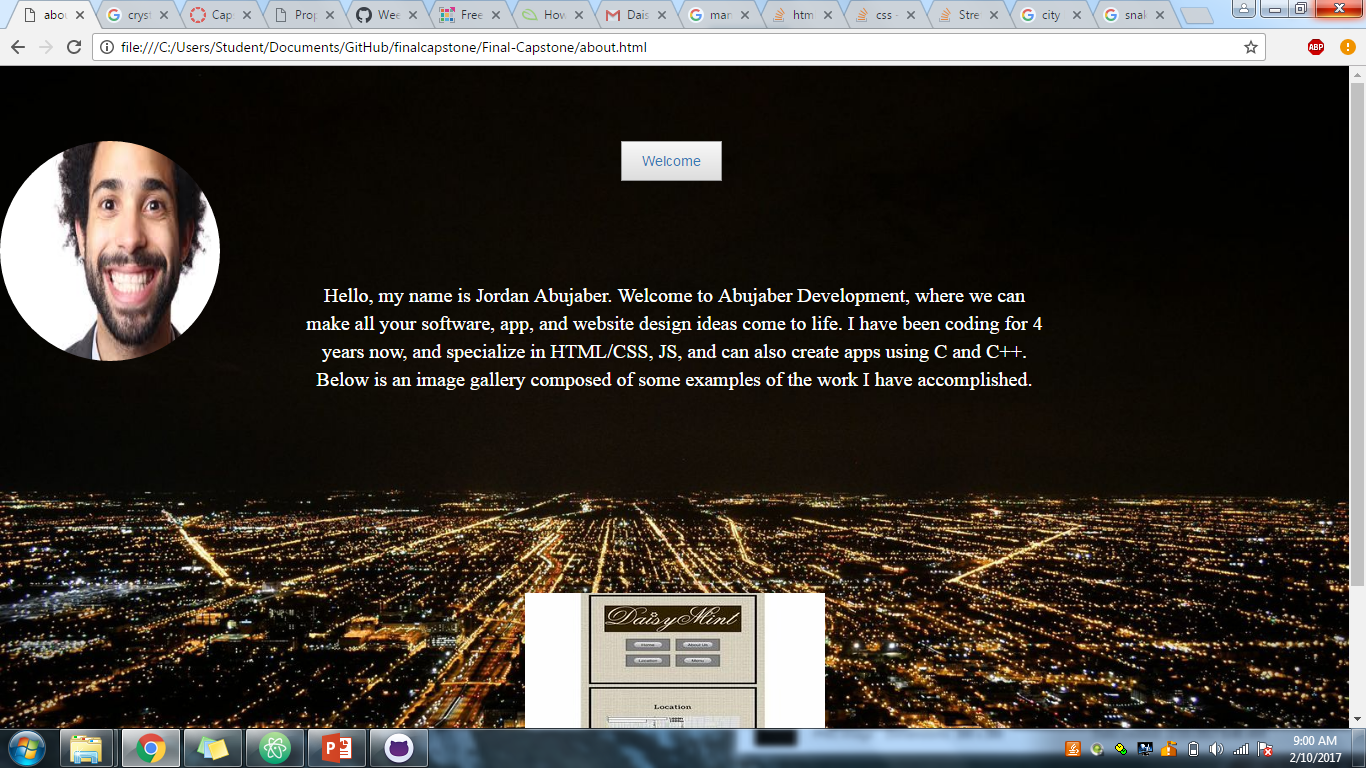 abou
crys
Cap
Prop
Wee
Free
How
Dais
man
htm
css -
Stre
city
snal
file:///C:/Users/Student/Documents/GitHub/finalcapstone/Final-Capstone/about.html
ABP
Welcome
Hello, my name is Jordan Abujaber. Welcome to Abujaber Development, where we can
make all your software, app, and website design ideas come to life. I have been coding for 4
years now, and specialize in HTML/CSS, JS, and can also create apps using C and C++.
Below is an image gallery composed of some examples of the work I have accomplished.
DaisyMint
Home
About Us
Location
Menu
Location
9:00 AM
2/10/2017